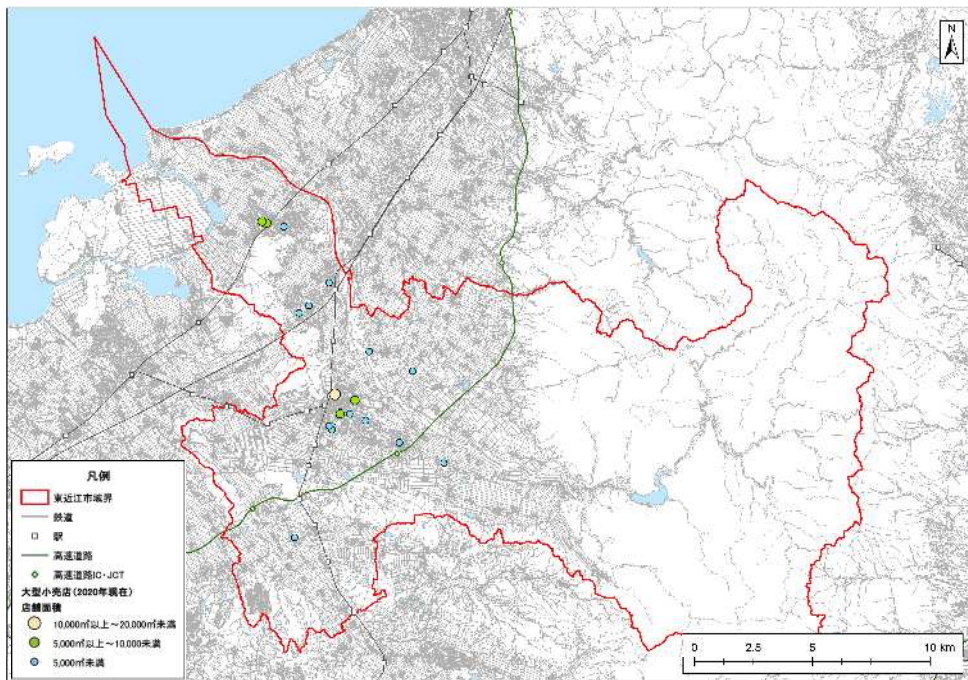 N
凡例
東近江市域界
鉄道
駅
高速道路
高速道路IC・JCT
大型小売店(2020年現在)
店舗面積
10,000㎡以上～20,000㎡未満
5,000㎡以上～10,000未満
5,000㎡未満
0 2.5 5 10 km